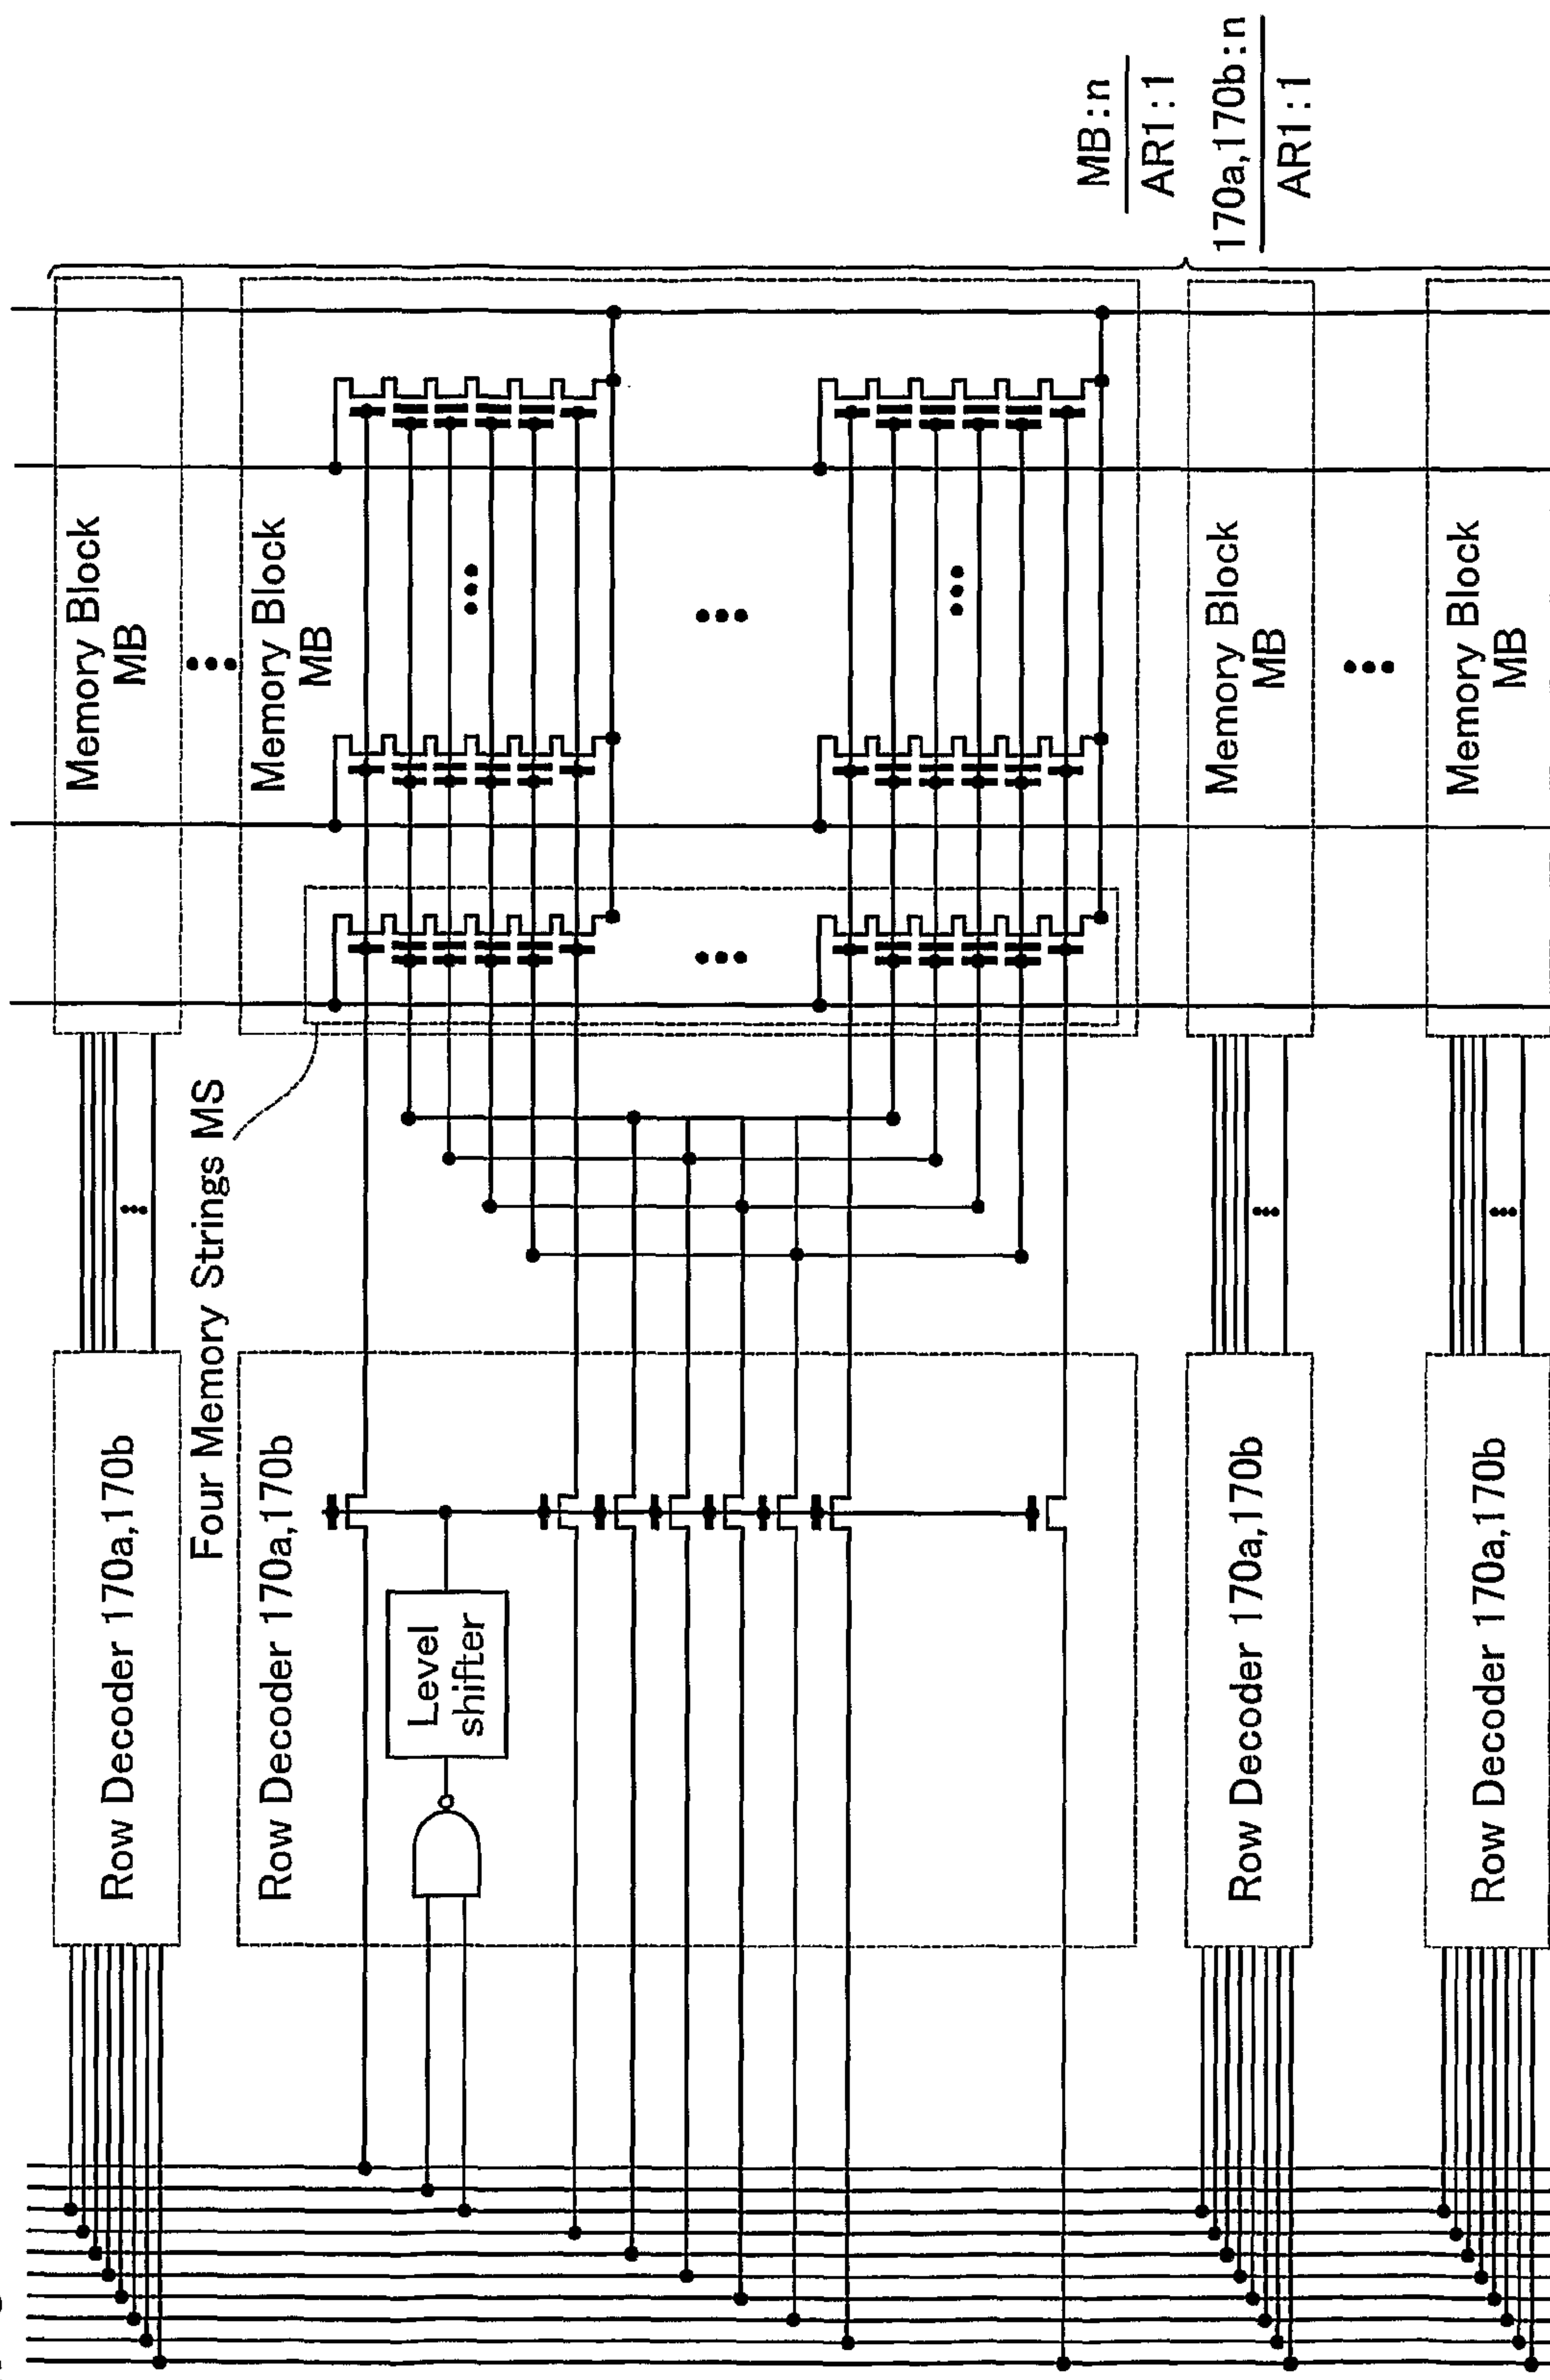 Memory Block
MB
Memory Block
MB
Memory Block
MB
Memory Block
MB
MB:n
AR1:1
170a,170b:n
AR1:1
Four Memory Strings MS
Row Decoder 170a,170b
Row Decoder 170a,170b
Level
shifter
Row Decoder 170a,170b
Row Decoder 170a,170b